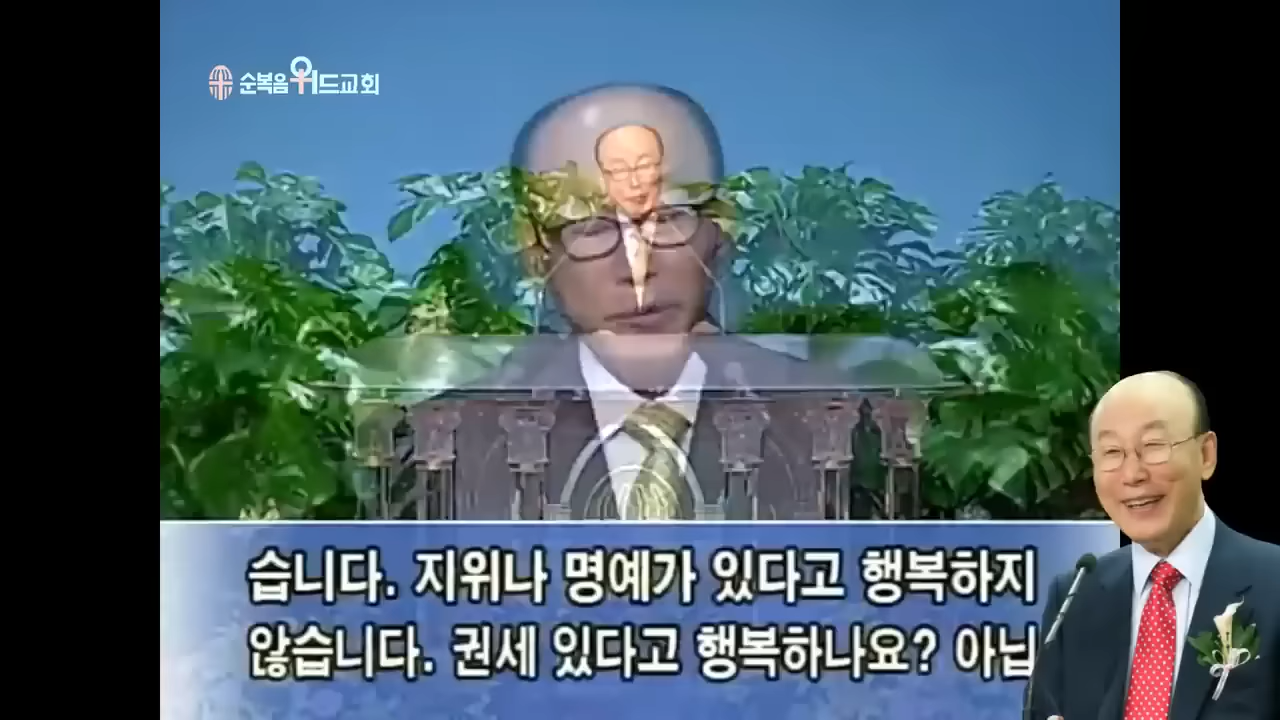 순복음워드교회
습니다. 지위나 명예가 있다고 행복하지
않습니다. 권세 있다고 행복하나요? 아닙